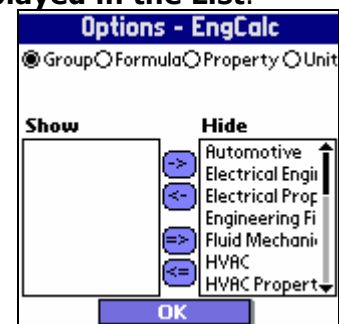 played in the List.
Options - EngCalc
Group Formula Property Unit
Show Hide
Automotive
->
Electrical Engii
<-
Electrical Prop
Engineering Fi
=>
Fluid Mechani
HVAC
<=
HVAC Propert
OK